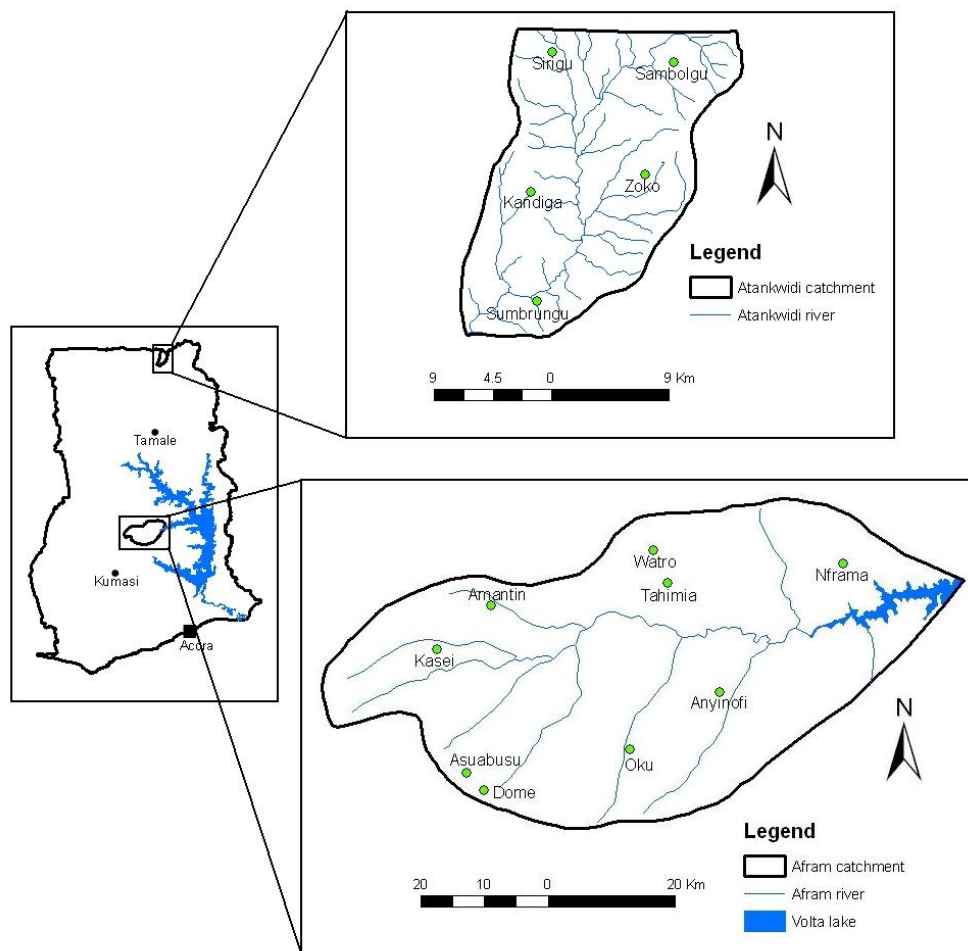 Sirigu
Sambolgu
N
Zoko
Kandiga
Legend
Atankwidi catchment
Sumbrungu
Atankwidi river
9 4.5 0 9 Km
Tamale
Kumasi
Accra
Watro
Nframa
Tahimia
Amantin
Kasei
Anyinofi
N
Asuabusu
Oku
Dome
Legend
Afram catchment
20 10 0 20 Km
Afram river
Volta lake